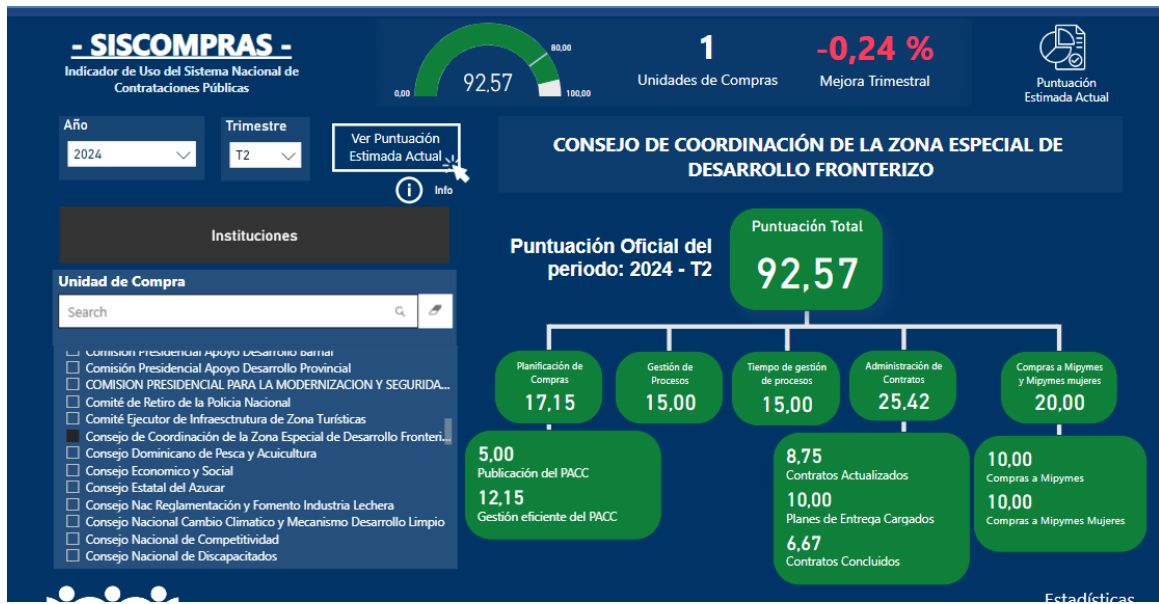 - SISCOMPRAS -
Indicador de Uso del Sistema Nacional de
Contrataciones Públicas
0,00
92,57
80,00
100,00
1
Unidades de Compras
-0,24 %
Mejora Trimestral
Puntuación
Estimada Actual
Año
2024
Trimestre
T2
Ver Puntuación
Estimada Actual
Info
CONSEJO DE COORDINACIÓN DE LA ZONA ESPECIAL DE
DESARROLLO FRONTERIZO
Instituciones
Unidad de Compra
Search
Comisión Presidencial Apoyo Desarrollo Barrial
Comisión Presidencial Apoyo Desarrollo Provincial
COMISION PRESIDENCIAL PARA LA MODERNIZACION Y SEGURIDA...
Comité de Retiro de la Policia Nacional
Comité Ejecutor de Infraesctrutura de Zona Turísticas
Consejo de Coordinación de la Zona Especial de Desarrollo Fronteri...
Consejo Dominicano de Pesca y Acuicultura
Consejo Economico y Social
Consejo Estatal del Azucar
Consejo Nac Reglamentación y Fomento Industria Lechera
Consejo Nacional Cambio Climatico y Mecanismo Desarrollo Limpio
Consejo Nacional de Competitividad
Consejo Nacional de Discapacitados
Puntuación Oficial del
periodo: 2024 - T2
Puntuación Total
92,57
Planificación de
Compras
17,15
Gestión de
Procesos
15,00
Tiempo de gestión
de procesos
15,00
Administración de
Contratos
25,42
Compras a Mipymes
y Mipymes mujeres
20,00
5,00
Publicación del PACC
12,15
Gestión eficiente del PACC
8,75
Contratos Actualizados
10,00
Planes de Entrega Cargados
6,67
Contratos Concluidos
10,00
Compras a Mipymes
10,00
Compras a Mipymes Mujeres
Estadísticas